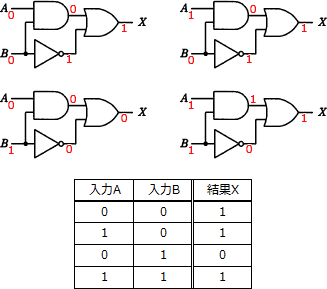 A 0 0 X
B 0 1 1
A 1 0 X
B 0 1 1
A 0 0 X
B 1 0 0
A 1 1 X
B 1 0 1
入力A 入力B 結果X
0 0 1
1 0 1
0 1 0
1 1 1